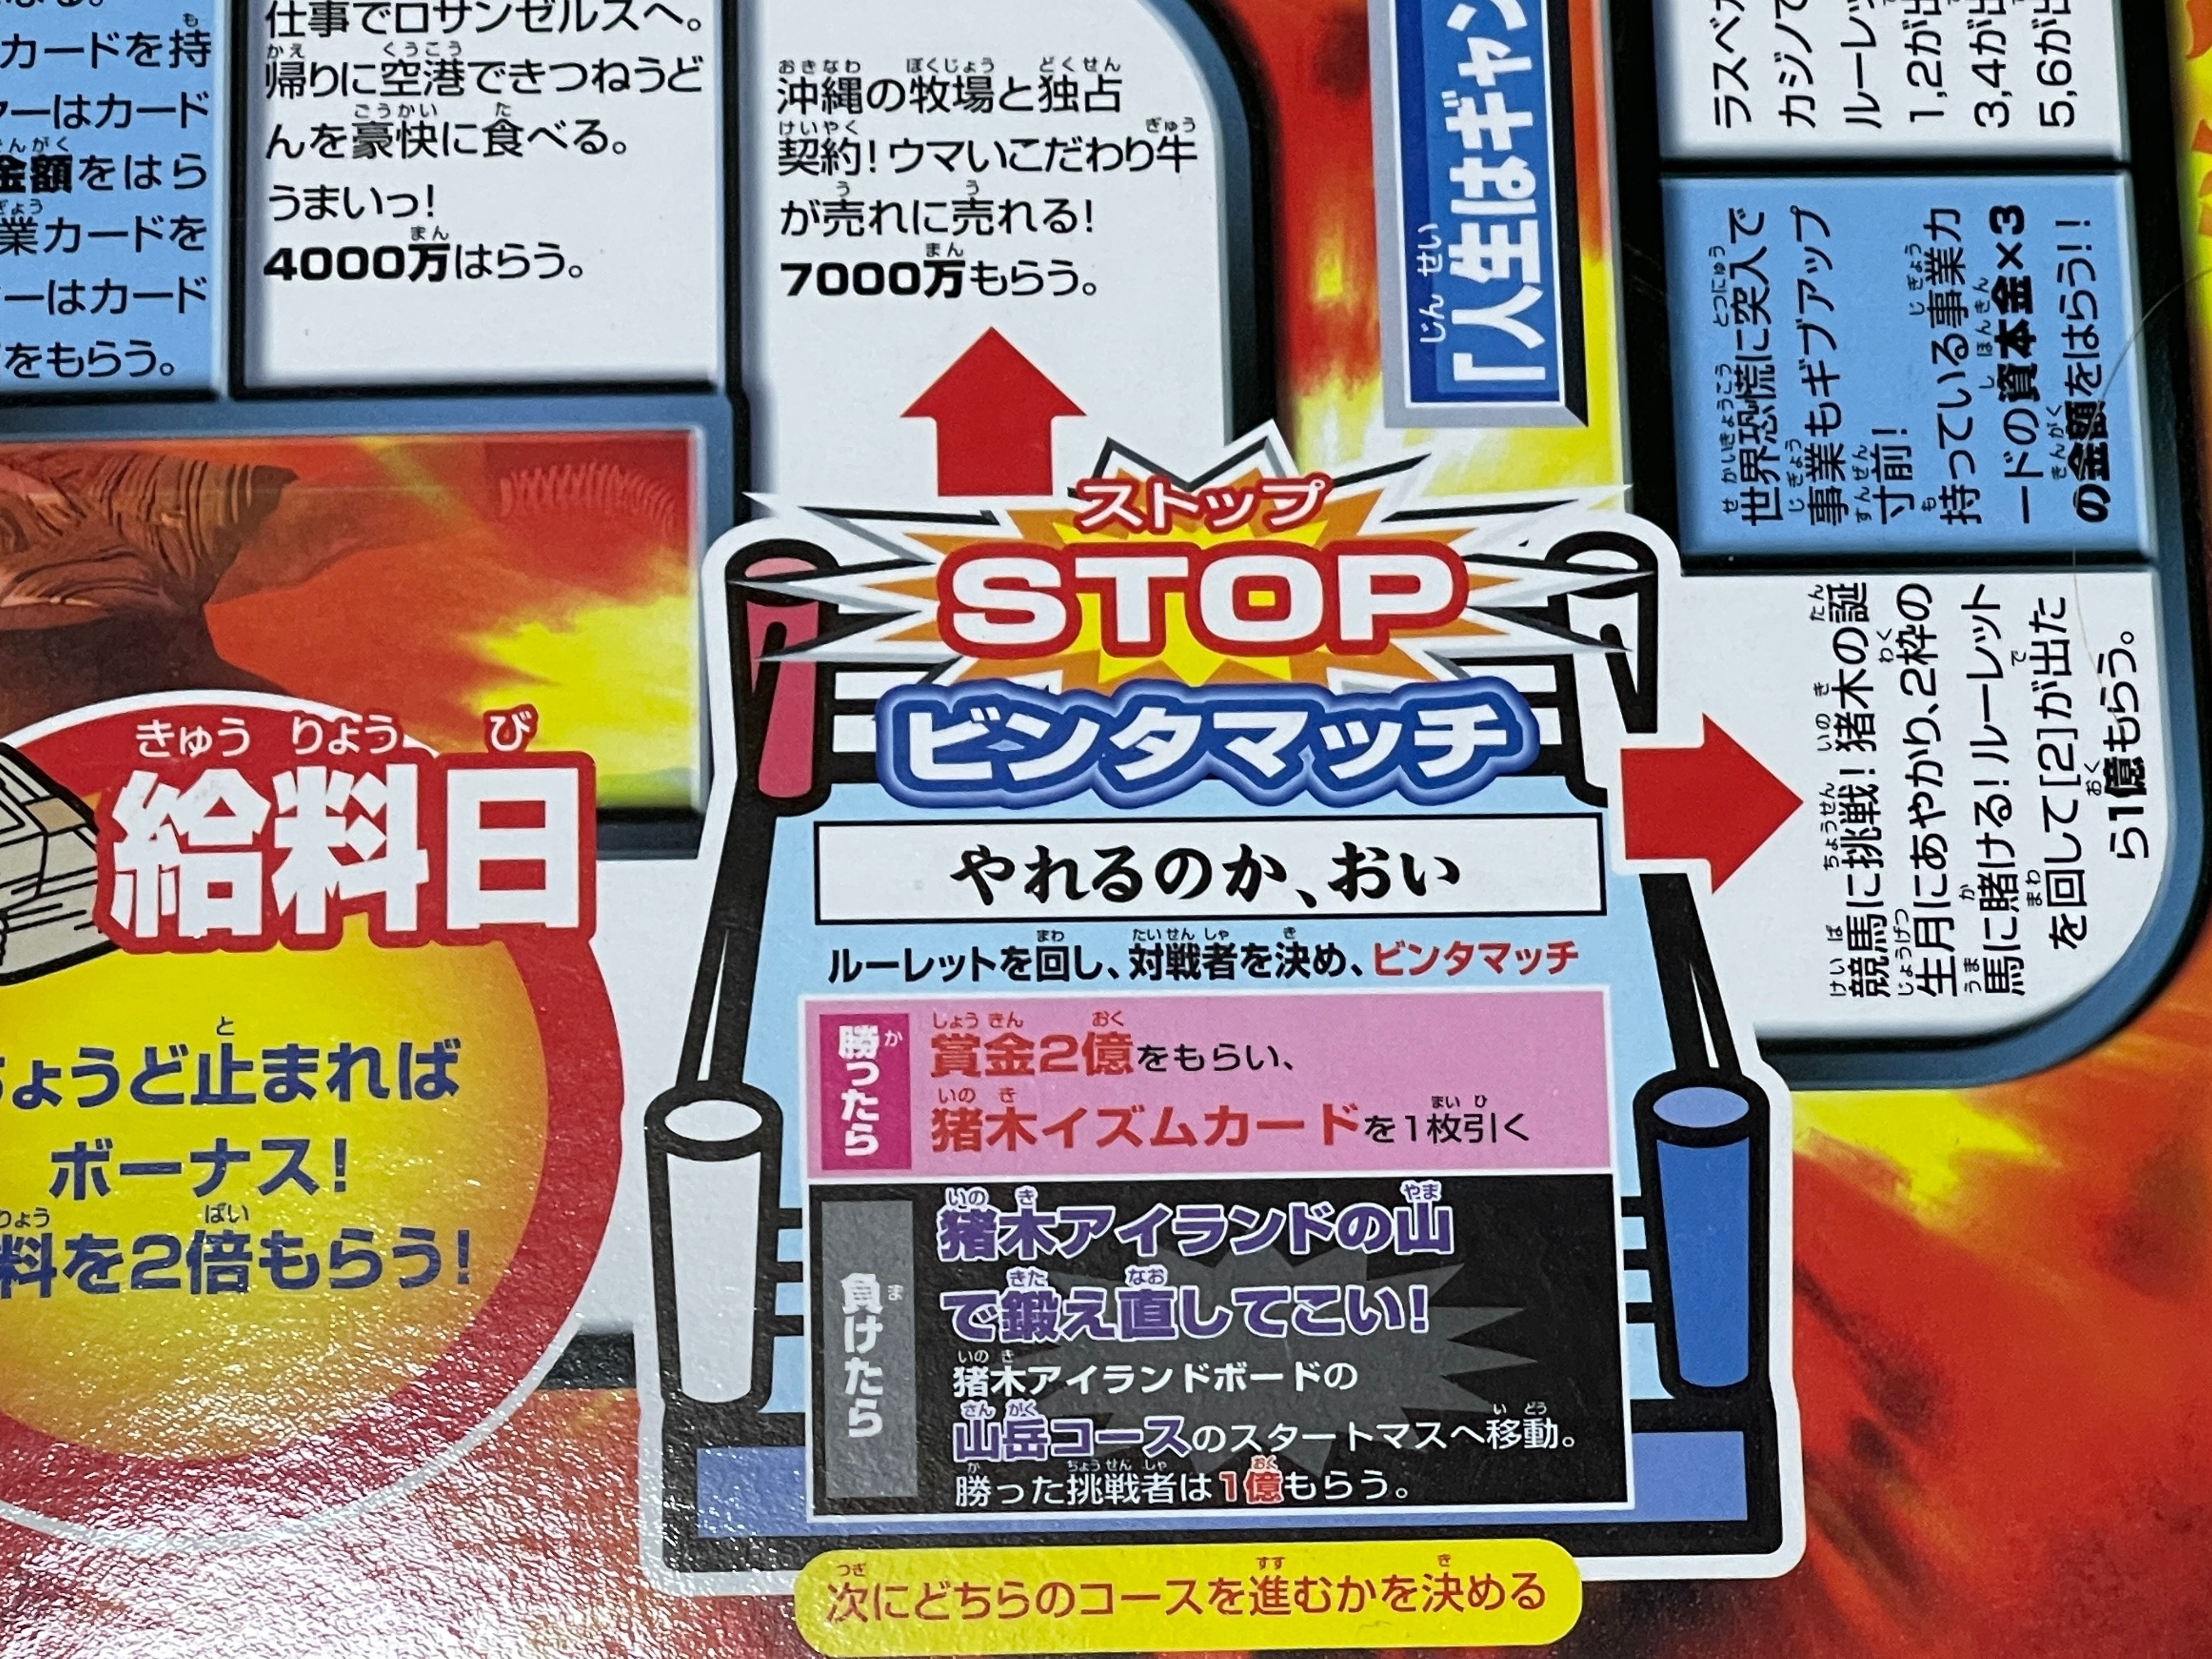 カードを持
ーはカード
金額をはら
業カードを
ーはカード
をもらう。
仕事でロサンゼルスへ。
帰りに空港できつねうど
んを豪快に食べる。
うまいっ!
4000万はらう。
沖縄の牧場と独占
契約!ウマいこだわり牛
が売れに売れる!
7000万もらう。
「人生はギャン
ラスベガ
カジノで
ルーレッ
1,2が出
3,4が出
5,6が出
世界恐慌に突入で
事業もギブアップ
寸前!
持っている事業カ
ードの資本金×3
の金額をはらう!!
競馬に挑戦!猪木の誕
生月にあやかり、2枠の
馬に賭ける!ルーレット
を回して[2]が出た
ら1億もらう。
給料日
ちょうど止まれば
ボーナス!
料を2倍もらう!
ストップ
STOP
ビンタマッチ
やれるのか、おい
ルーレットを回し、対戦者を決め、ビンタマッチ
勝ったら
賞金2億をもらい、
猪木イズムカードを1枚引く
負けたら
猪木アイランドの山
で鍛え直してこい!
猪木アイランドボードの
山岳コースのスタートマスへ移動。
勝った挑戦者は1億もらう。
次にどちらのコースを進むかを決める